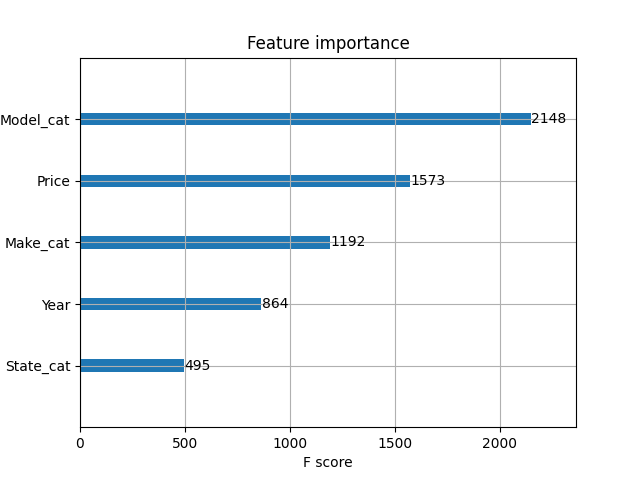 Feature importance
Model_cat 2148
Price 1573
Make_cat 1192
Year 864
State_cat 495
0 500 1000 1500 2000
F score